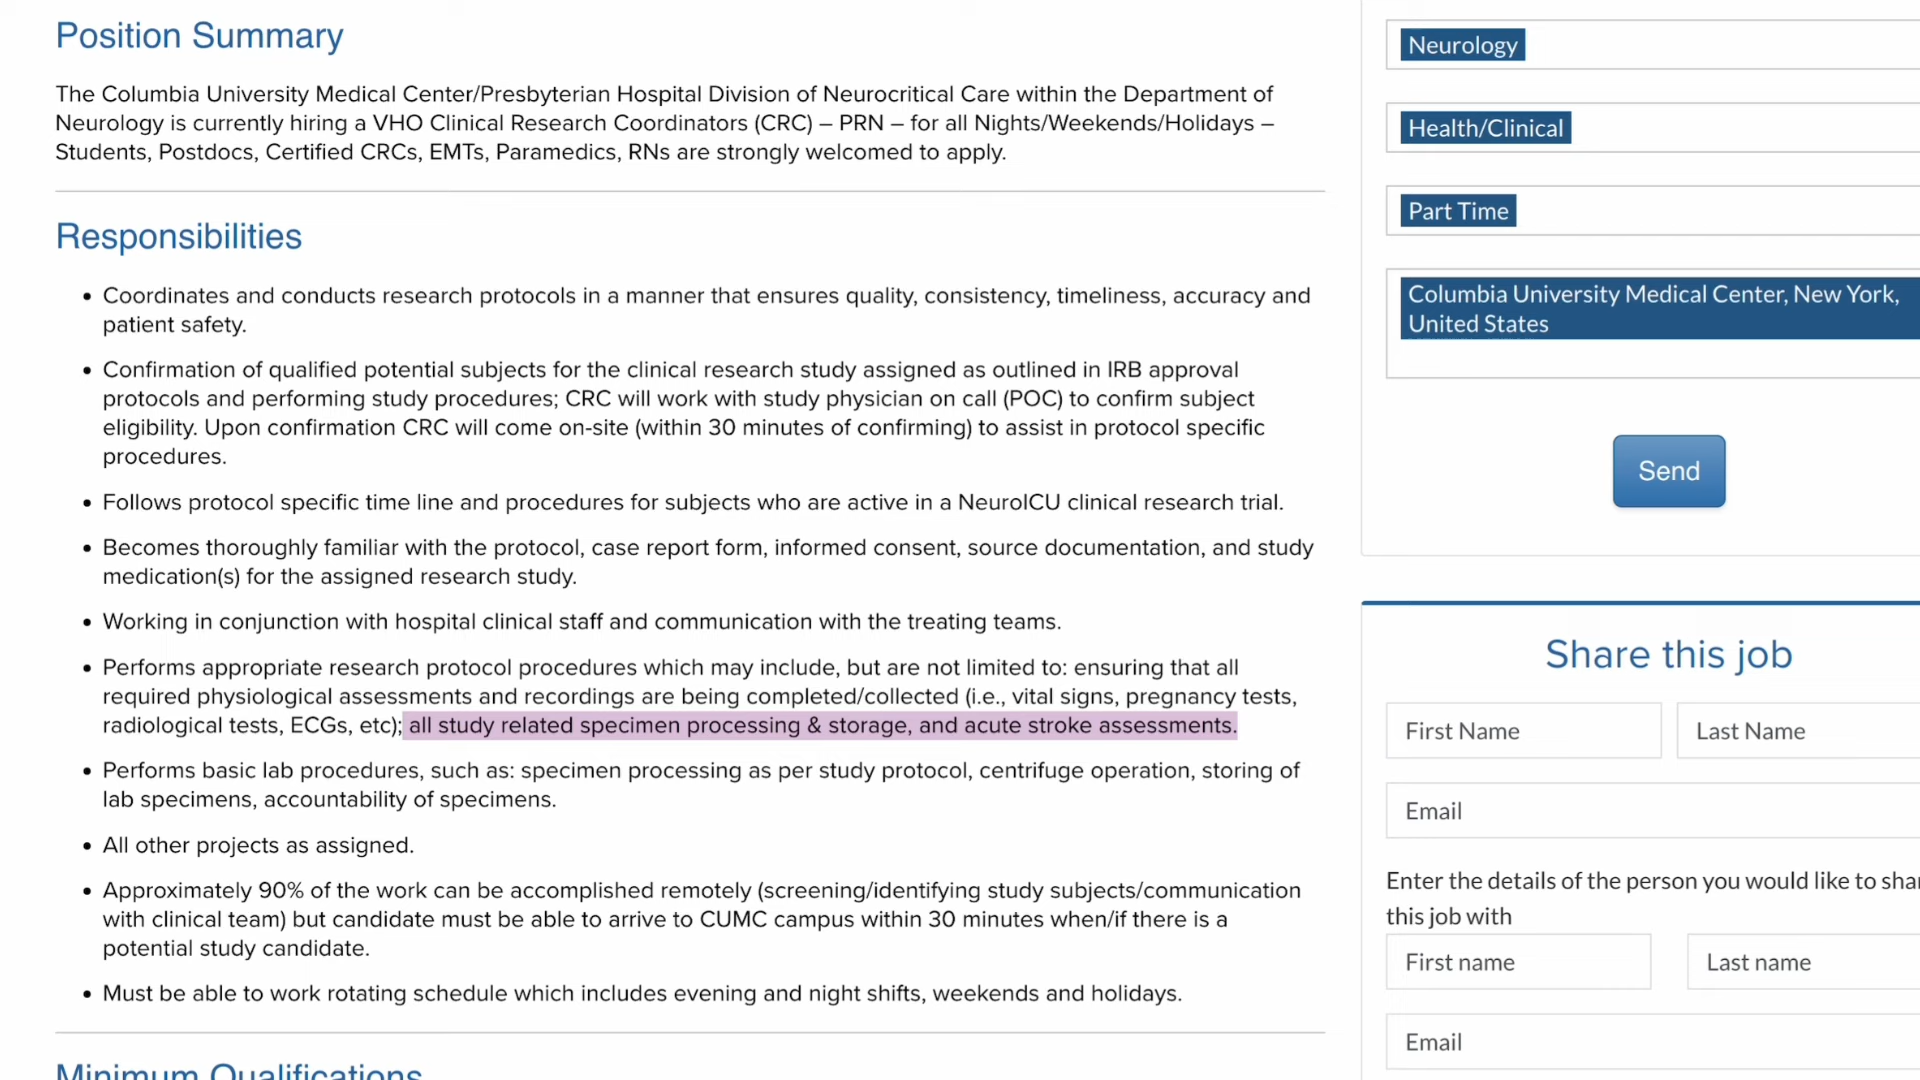 Position Summary
The Columbia University Medical Center/Presbyterian Hospital Division of Neurocritical Care within the Department of
Neurology is currently hiring a VHO Clinical Research Coordinators (CRC) – PRN – for all Nights/Weekends/Holidays –
Students, Postdocs, Certified CRCs, EMTs, Paramedics, RNs are strongly welcomed to apply.
Responsibilities
• Coordinates and conducts research protocols in a manner that ensures quality, consistency, timeliness, accuracy and
patient safety.
• Confirmation of qualified potential subjects for the clinical research study assigned as outlined in IRB approval
protocols and performing study procedures; CRC will work with study physician on call (POC) to confirm subject
eligibility. Upon confirmation CRC will come on-site (within 30 minutes of confirming) to assist in protocol specific
procedures.
• Follows protocol specific time line and procedures for subjects who are active in a NeuroICU clinical research trial.
• Becomes thoroughly familiar with the protocol, case report form, informed consent, source documentation, and study
medication(s) for the assigned research study.
• Working in conjunction with hospital clinical staff and communication with the treating teams.
• Performs appropriate research protocol procedures which may include, but are not limited to: ensuring that all
required physiological assessments and recordings are being completed/collected (i.e., vital signs, pregnancy tests,
radiological tests, ECGs, etc); all study related specimen processing & storage, and acute stroke assessments.
• Performs basic lab procedures, such as: specimen processing as per study protocol, centrifuge operation, storing of
lab specimens, accountability of specimens.
• All other projects as assigned.
• Approximately 90% of the work can be accomplished remotely (screening/identifying study subjects/communication
with clinical team) but candidate must be able to arrive to CUMC campus within 30 minutes when/if there is a
potential study candidate.
• Must be able to work rotating schedule which includes evening and night shifts, weekends and holidays.
Minimum Qualifications
Neurology
Health/Clinical
Part Time
Columbia University Medical Center, New York,
United States
Send
Share this job
First Name
Last Name
Email
Enter the details of the person you would like to shar
this job with
First name
Last name
Email